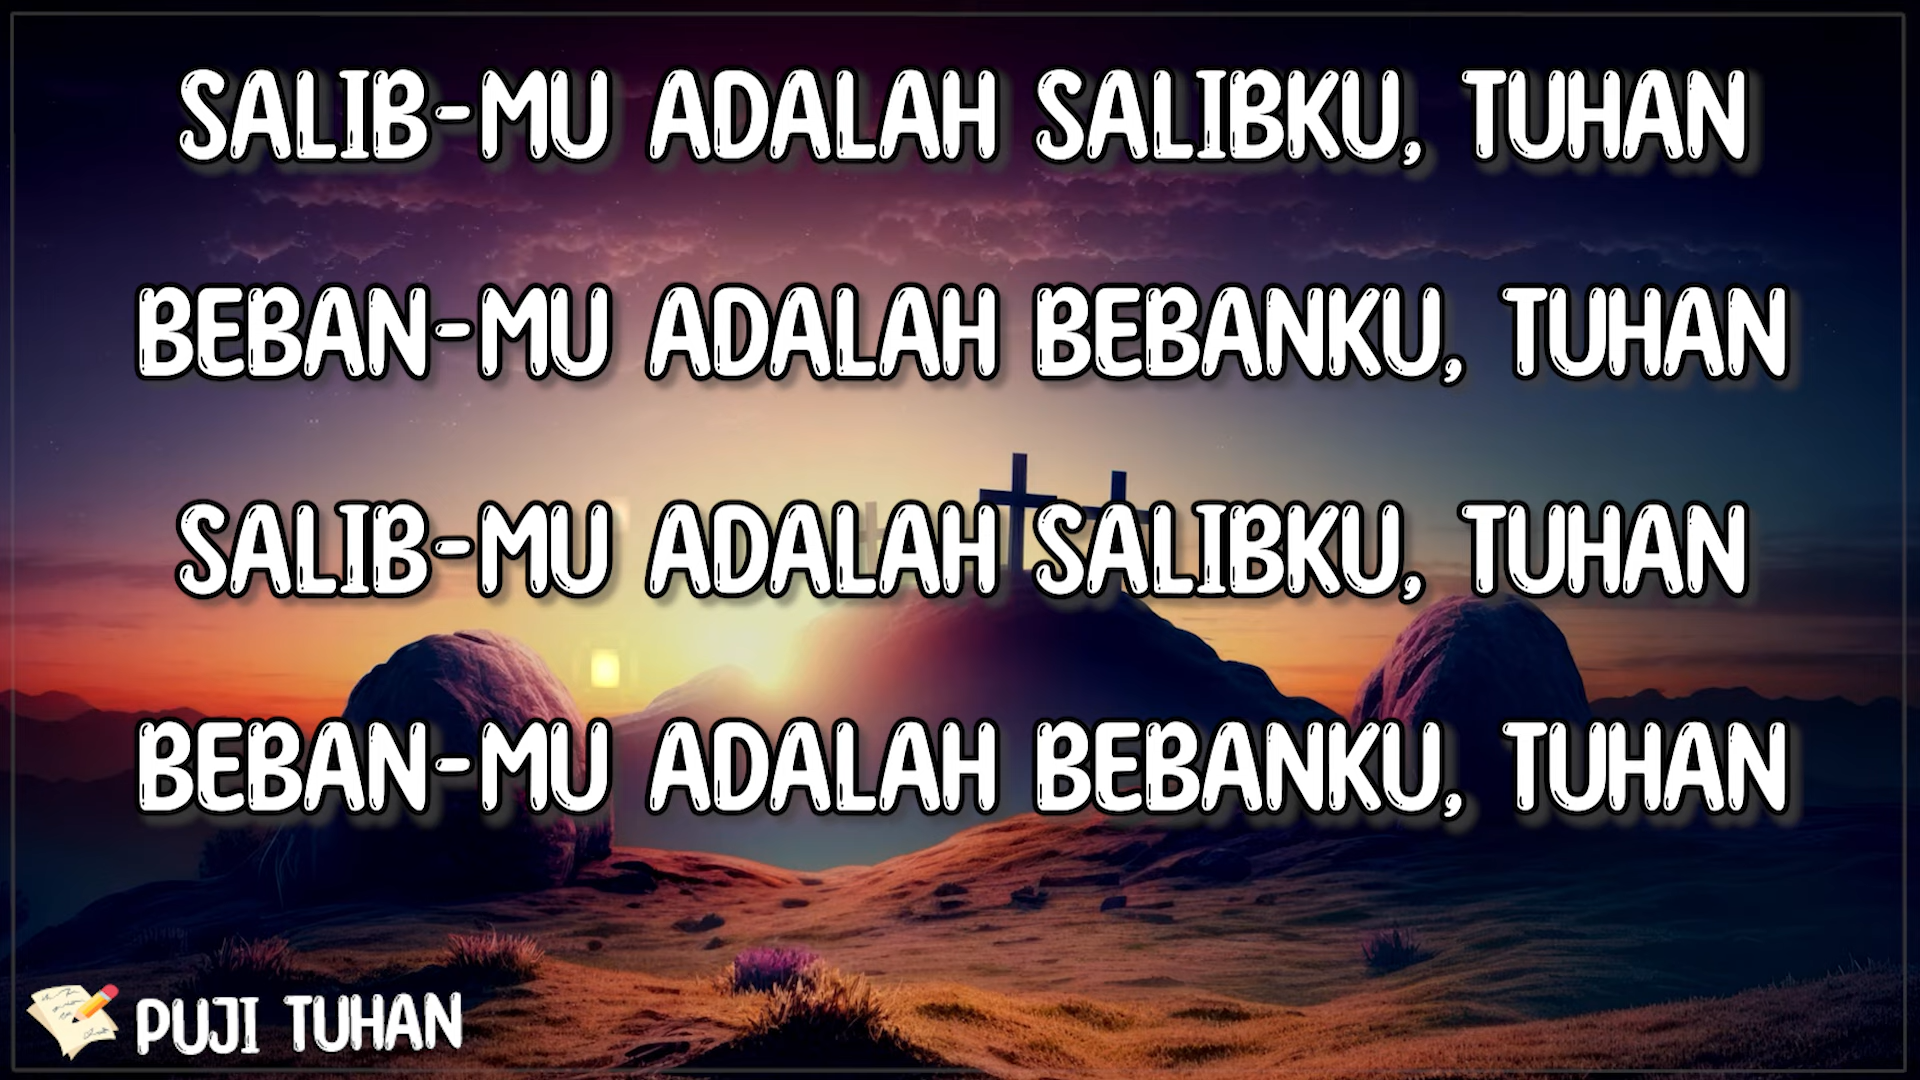 SALIB-MU ADALAH SALIBKU, TUHAN
BEBAN-MU ADALAH BEBANKU, TUHAN
SALIB-MU ADALAH SALIBKU, TUHAN
BEBAN-MU ADALAH BEBANKU, TUHAN
PUJI TUHAN